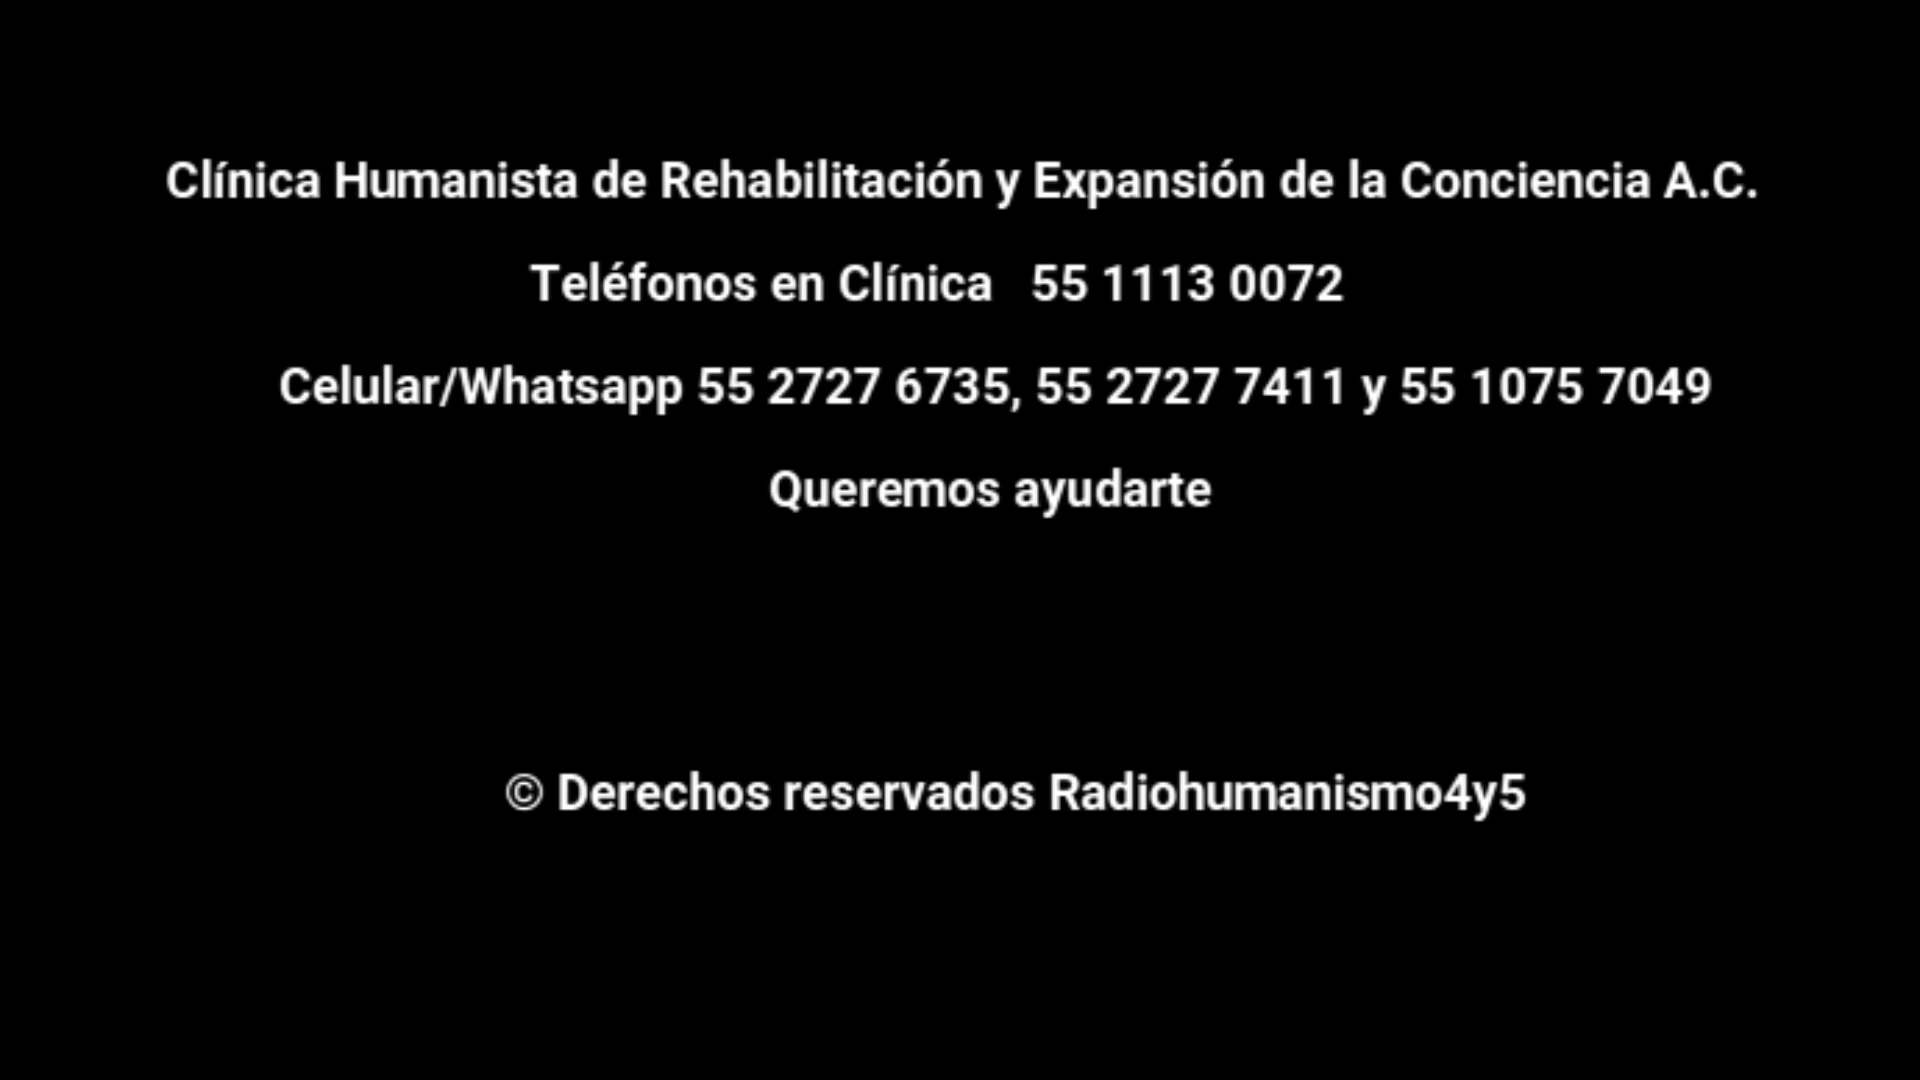 Clínica Humanista de Rehabilitación y Expansión de la Conciencia A.C.
Teléfonos en Clínica 55 1113 0072
Celular/Whatsapp 55 2727 6735, 55 2727 7411 y 55 1075 7049
Queremos ayudarte
© Derechos reservados Radiohumanismo4y5